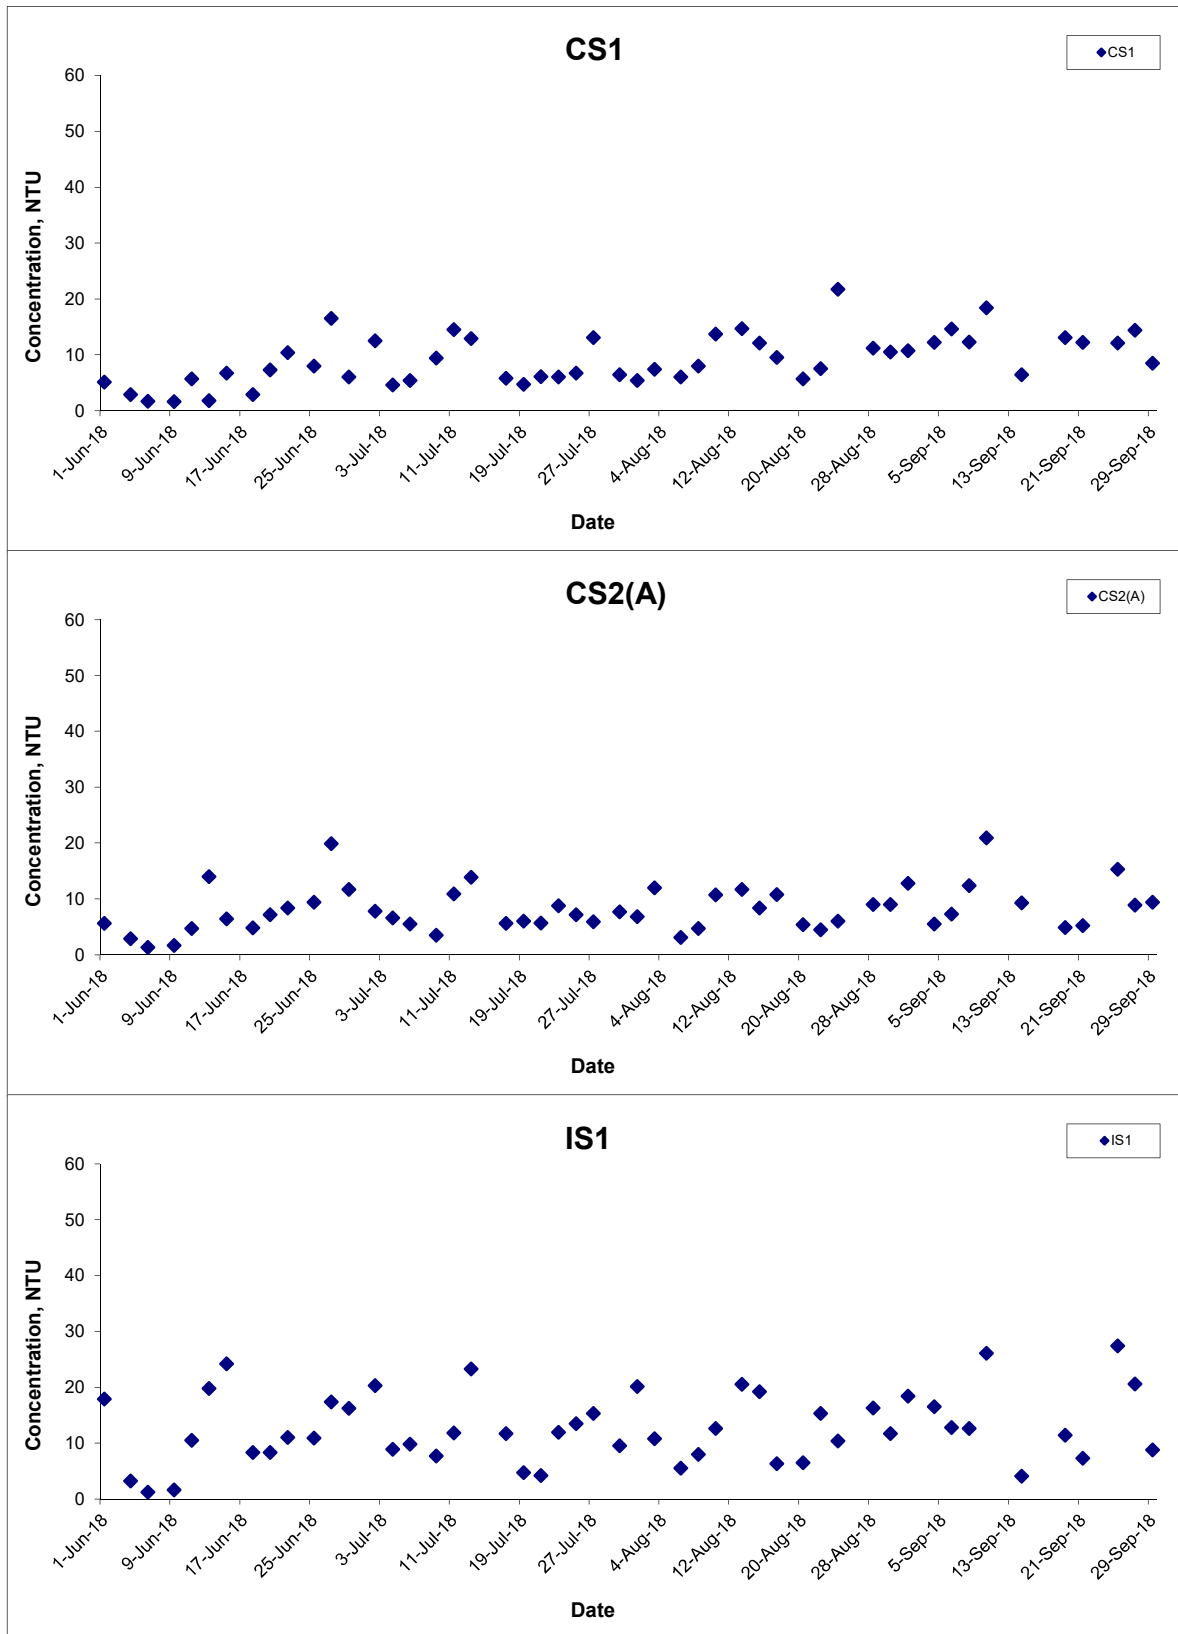 CS1
CS1
60
50
40
30
20
10
0
Concentration, NTU
1-Jun-18
9-Jun-18
17-Jun-18
25-Jun-18
3-Jul-18
11-Jul-18
19-Jul-18
27-Jul-18
4-Aug-18
12-Aug-18
20-Aug-18
28-Aug-18
5-Sep-18
13-Sep-18
21-Sep-18
29-Sep-18
Date
CS2(A)
CS2(A)
60
50
40
30
20
10
0
Concentration, NTU
1-Jun-18
9-Jun-18
17-Jun-18
25-Jun-18
3-Jul-18
11-Jul-18
19-Jul-18
27-Jul-18
4-Aug-18
12-Aug-18
20-Aug-18
28-Aug-18
5-Sep-18
13-Sep-18
21-Sep-18
29-Sep-18
Date
IS1
IS1
60
50
40
30
20
10
0
Concentration, NTU
1-Jun-18
9-Jun-18
17-Jun-18
25-Jun-18
3-Jul-18
11-Jul-18
19-Jul-18
27-Jul-18
4-Aug-18
12-Aug-18
20-Aug-18
28-Aug-18
5-Sep-18
13-Sep-18
21-Sep-18
29-Sep-18
Date